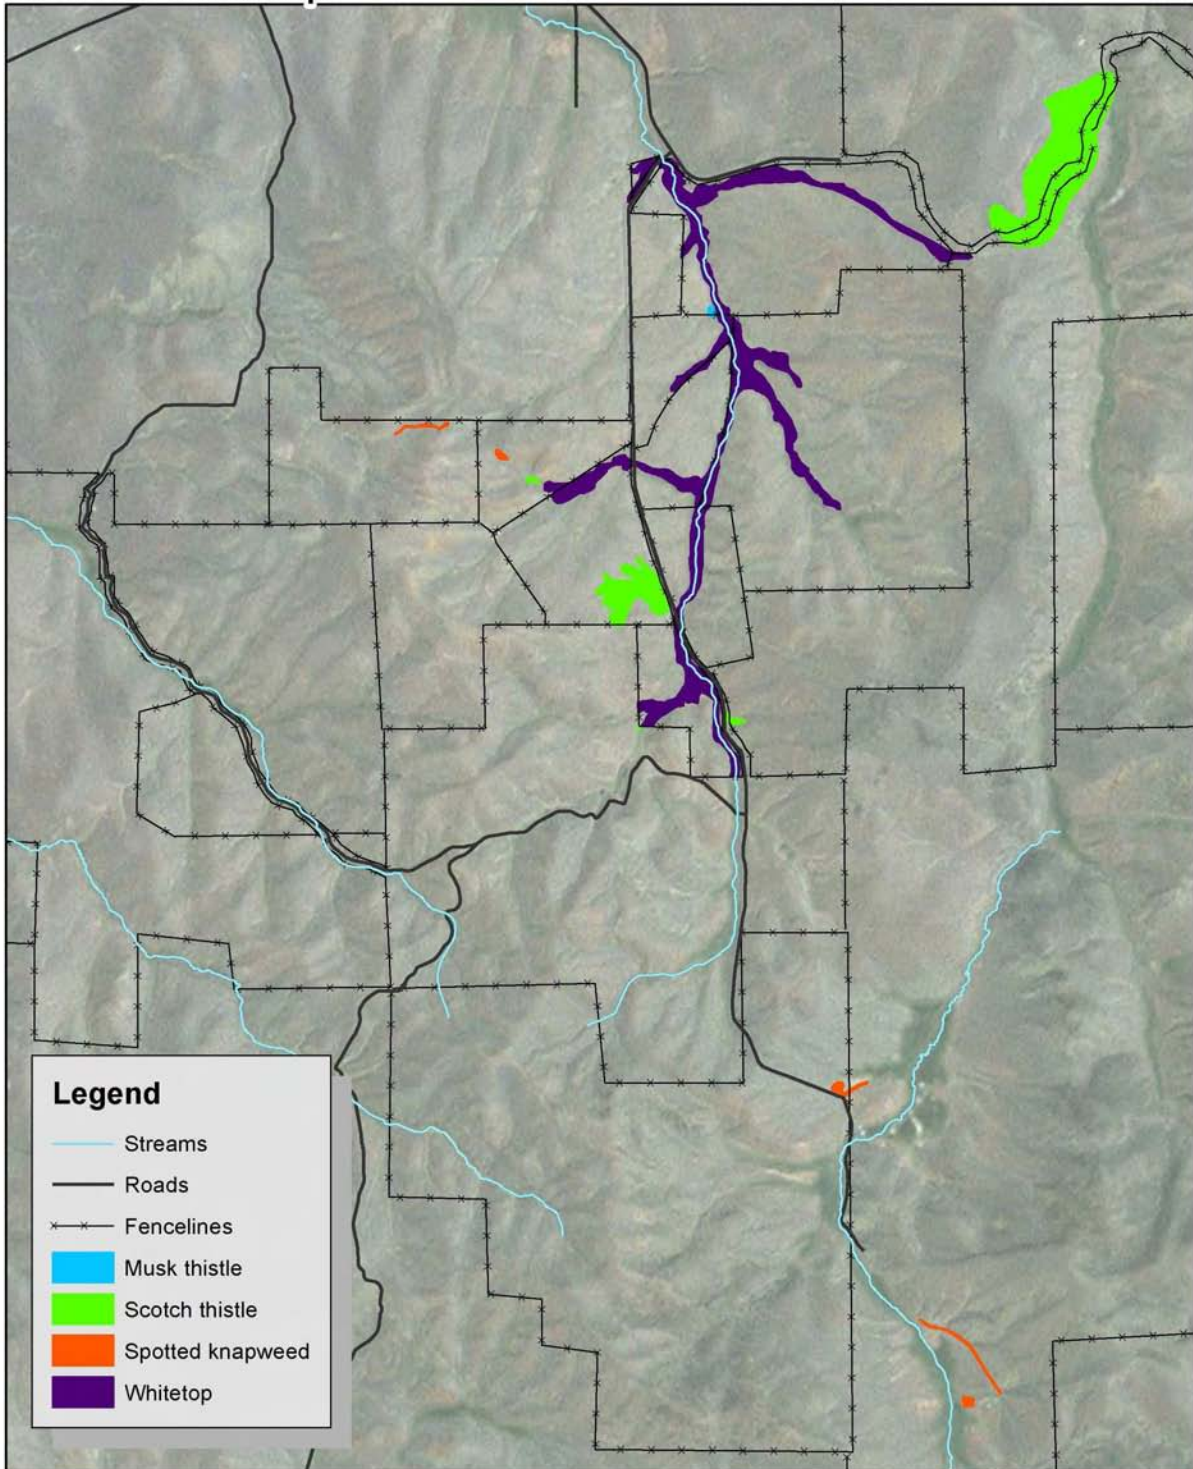 Legend
Streams
Roads
Fencelines
Musk thistle
Scotch thistle
Spotted knapweed
Whitetop